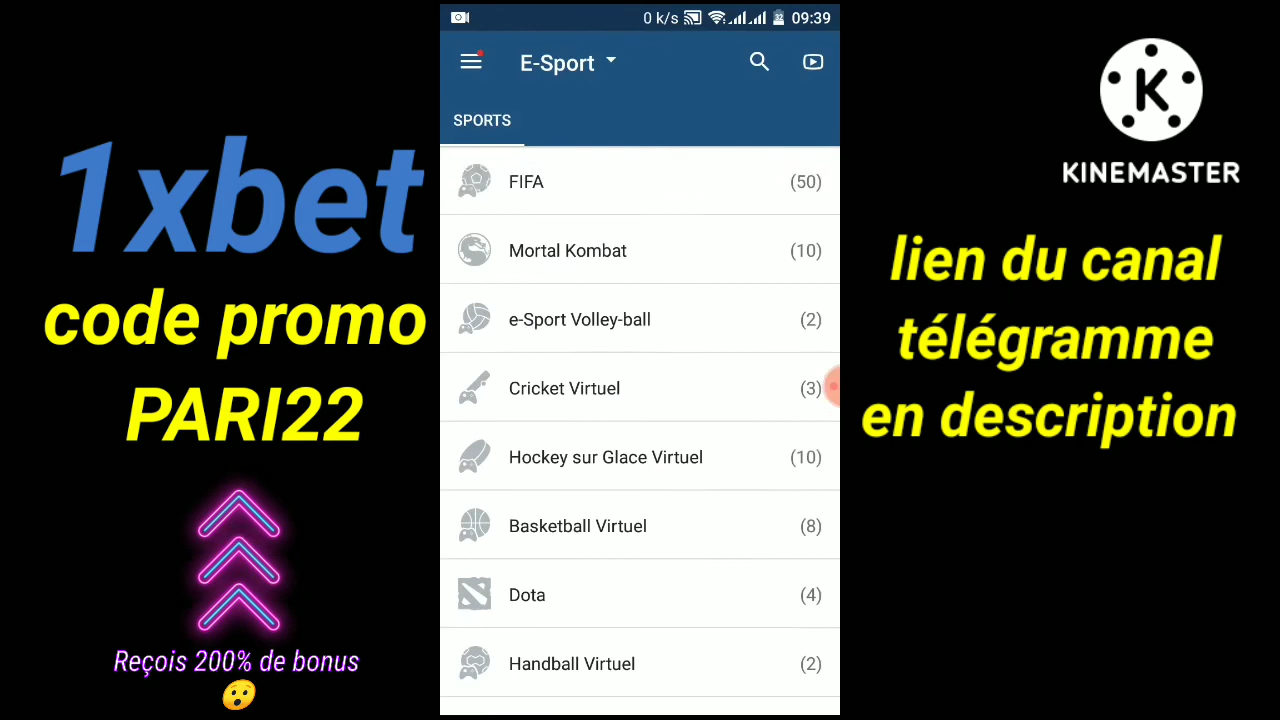 0 k/s 32 09:39
E-Sport
SPORTS
FIFA (50)
Mortal Kombat (10)
e-Sport Volley-ball (2)
Cricket Virtuel (3)
Hockey sur Glace Virtuel (10)
Basketball Virtuel (8)
Dota (4)
Handball Virtuel (2)
1xbet
code promo
PARI22
Reçois 200% de bonus
K
KINEMASTER
lien du canal
télégramme
en description